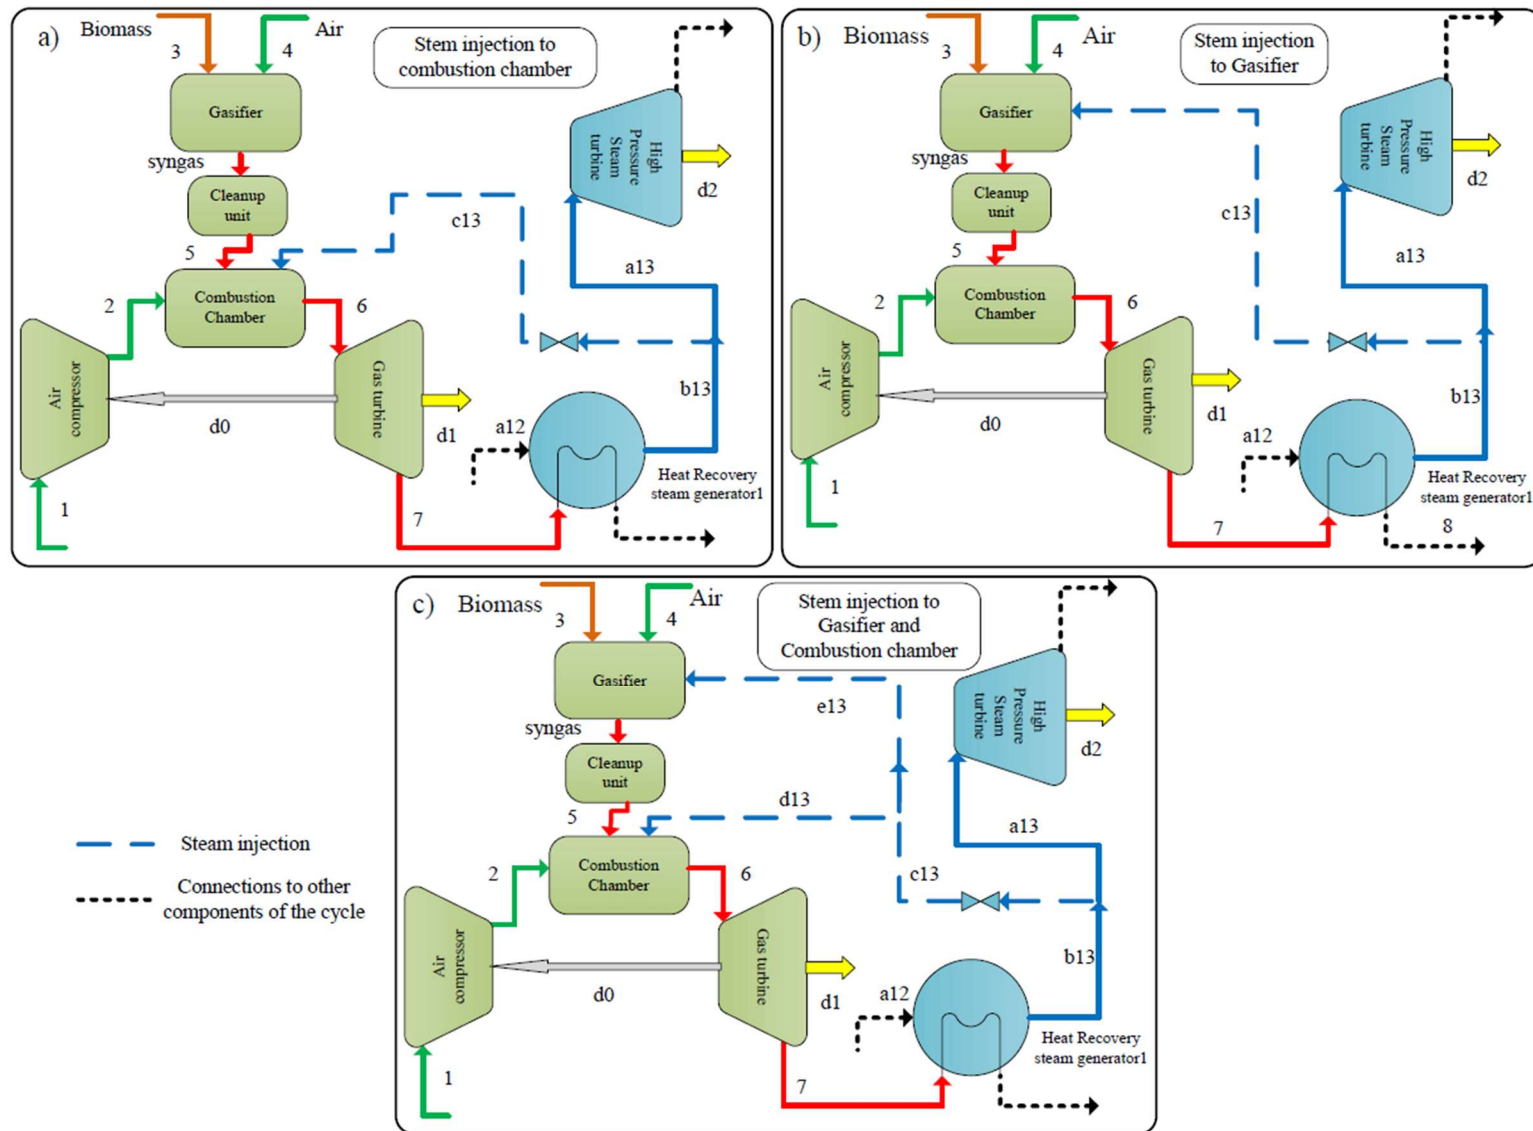 a)
Biomass
3
4
Air
Stem injection to
combustion chamber
Gasifier
syngas
Cleanup
unit
5
c13
High
Pressure
Steam
turbine
d2
a13
2
Combustion
Chamber
6
Air
compressor
d0
Gas turbine
d1
b13
a12
Heat Recovery
steam generator1
1
7
b)
Biomass
3
4
Air
Stem injection
to Gasifier
Gasifier
syngas
Cleanup
unit
5
c13
High
Pressure
Steam
turbine
d2
a13
2
Combustion
Chamber
6
Air
compressor
d0
Gas turbine
d1
b13
a12
Heat Recovery
steam generator1
1
7
8
c)
Biomass
3
4
Air
Stem injection to
Gasifier and
Combustion chamber
Gasifier
e13
syngas
Cleanup
unit
5
d13
High
Pressure
Steam
turbine
d2
a13
2
Combustion
Chamber
6
c13
Air
compressor
d0
Gas turbine
d1
b13
a12
Heat Recovery
steam generator1
1
7
Steam injection
Connections to other
components of the cycle